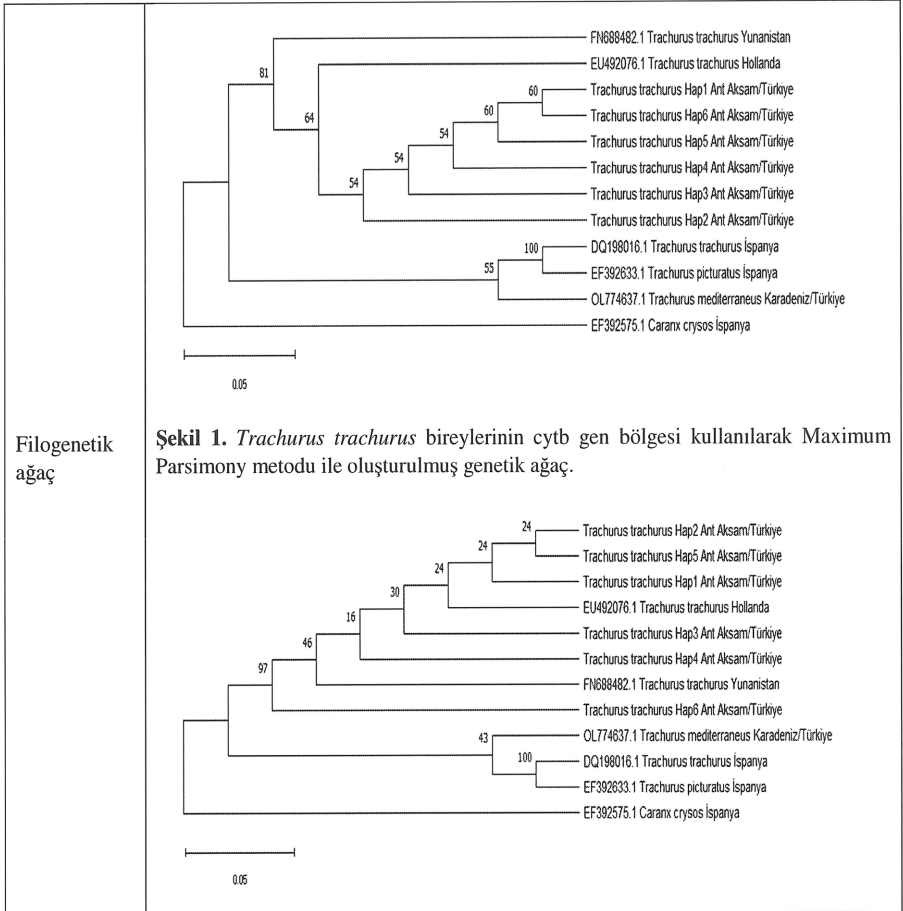 FN688482.1 Trachurus trachurus Yunanistan
81
EU492076.1 Trachurus trachurus Hollanda
60
Trachurus trachurus Hap1 Ant Aksam/Türkiye
64
60
Trachurus trachurus Hap6 Ant Aksam/Türkiye
54
Trachurus trachurus Hap5 Ant Aksam/Türkiye
54
Trachurus trachurus Hap4 Ant Aksam/Türkiye
54
Trachurus trachurus Hap3 Ant Aksam/Türkiye
Trachurus trachurus Hap2 Ant Aksam/Türkiye
100
DQ198016.1 Trachurus trachurus İspanya
55
EF392633.1 Trachurus picturatus İspanya
OL774637.1 Trachurus mediterraneus Karadeniz/Türkiye
EF392575.1 Caranx crysos İspanya
0.05
Filogenetik
ağaç
Şekil 1. Trachurus trachurus bireylerinin cytb gen bölgesi kullanılarak Maximum
Parsimony metodu ile oluşturulmuş genetik ağaç.
24
Trachurus trachurus Hap2 Ant Aksam/Türkiye
24
Trachurus trachurus Hap5 Ant Aksam/Türkiye
24
Trachurus trachurus Hap1 Ant Aksam/Türkiye
30
EU492076.1 Trachurus trachurus Hollanda
16
Trachurus trachurus Hap3 Ant Aksam/Türkiye
46
Trachurus trachurus Hap4 Ant Aksam/Türkiye
97
FN688482.1 Trachurus trachurus Yunanistan
Trachurus trachurus Hap6 Ant Aksam/Türkiye
43
OL774637.1 Trachurus mediterraneus Karadeniz/Türkiye
100
DQ198016.1 Trachurus trachurus İspanya
EF392633.1 Trachurus picturatus İspanya
EF392575.1 Caranx crysos İspanya
0.05